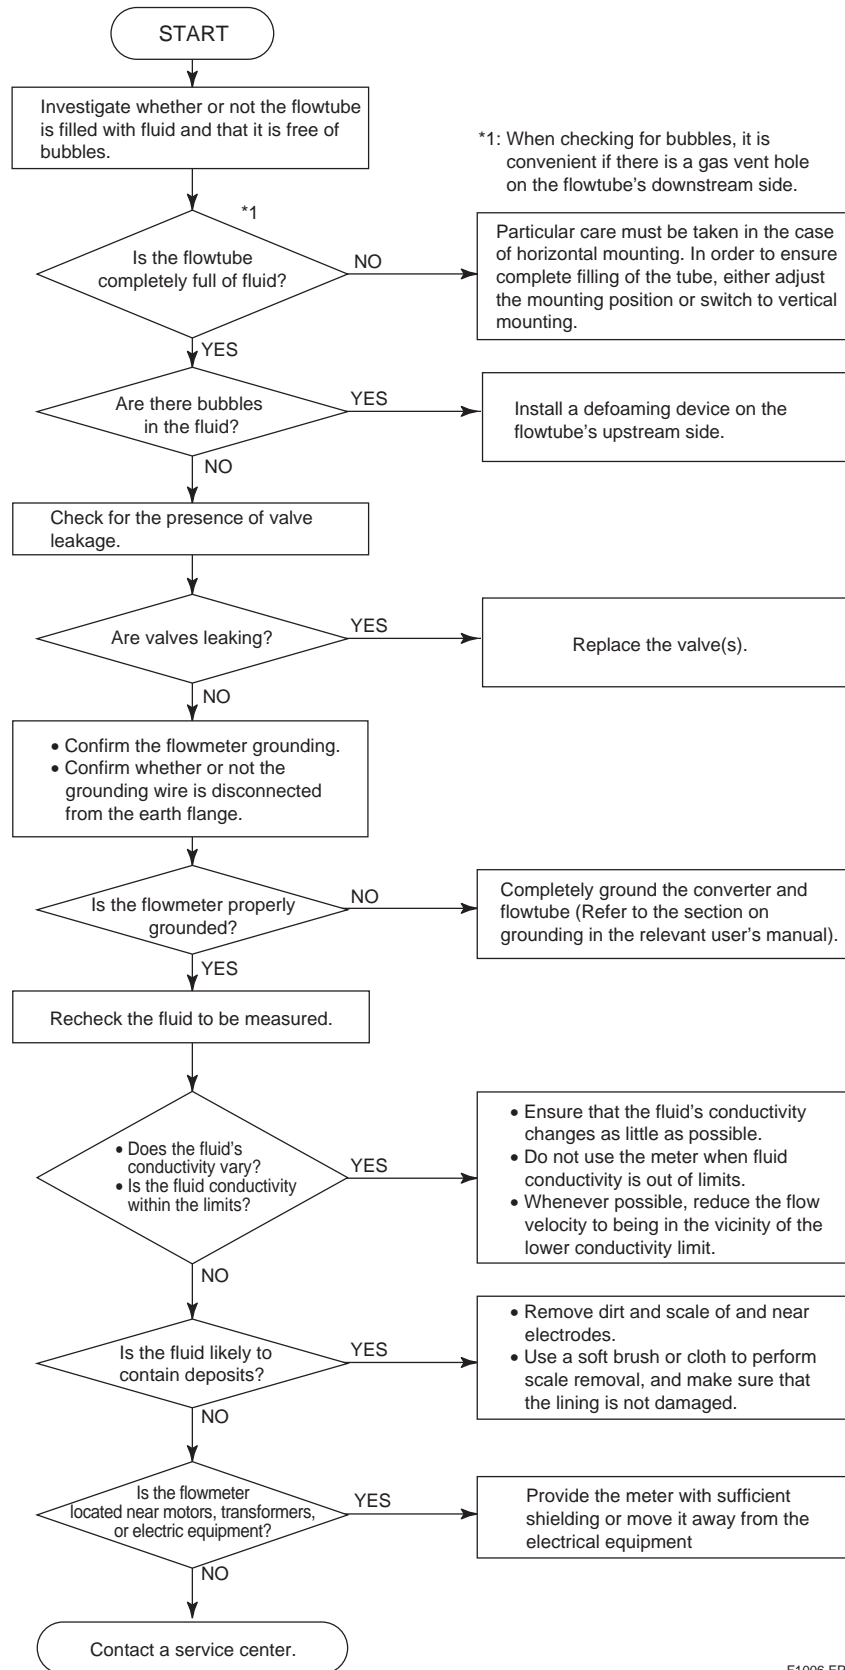 START
Investigate whether or not the flowtube
is filled with fluid and that it is free of
bubbles.
*1: When checking for bubbles, it is
convenient if there is a gas vent hole
on the flowtube's downstream side.
*1
Is the flowtube
completely full of fluid?
NO
Particular care must be taken in the case
of horizontal mounting. In order to ensure
complete filling of the tube, either adjust
the mounting position or switch to vertical
mounting.
YES
Are there bubbles
in the fluid?
YES
Install a defoaming device on the
flowtube's upstream side.
NO
Check for the presence of valve
leakage.
Are valves leaking?
YES
Replace the valve(s).
NO
• Confirm the flowmeter grounding.
• Confirm whether or not the
grounding wire is disconnected
from the earth flange.
Is the flowmeter properly
grounded?
NO
Completely ground the converter and
flowtube (Refer to the section on
grounding in the relevant user's manual).
YES
Recheck the fluid to be measured.
• Does the fluid's
conductivity vary?
• Is the fluid conductivity
within the limits?
YES
• Ensure that the fluid's conductivity
changes as little as possible.
• Do not use the meter when fluid
conductivity is out of limits.
• Whenever possible, reduce the flow
velocity to being in the vicinity of the
lower conductivity limit.
NO
Is the fluid likely to
contain deposits?
YES
• Remove dirt and scale of and near
electrodes.
• Use a soft brush or cloth to perform
scale removal, and make sure that
the lining is not damaged.
NO
Is the flowmeter
located near motors, transformers,
or electric equipment?
YES
Provide the meter with sufficient
shielding or move it away from the
electrical equipment
NO
Contact a service center.